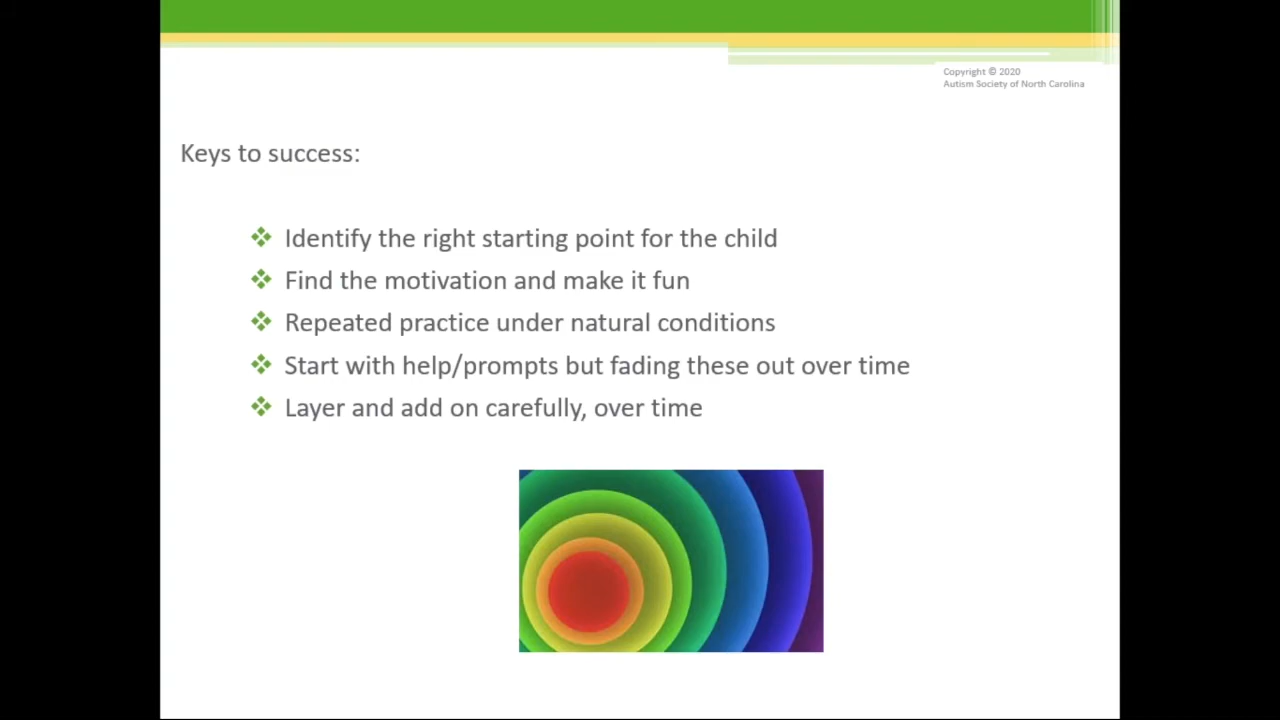 Copyright © 2020
Autism Society of North Carolina
Keys to success:
Identify the right starting point for the child
Find the motivation and make it fun
Repeated practice under natural conditions
Start with help/prompts but fading these out over time
Layer and add on carefully, over time